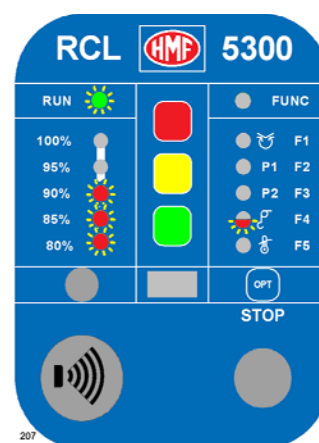 RCL HMF 5300
RUN FUNC
100% F1
95% P1 F2
90% P2 F3
85% F4
80% F5
OPT
STOP
207